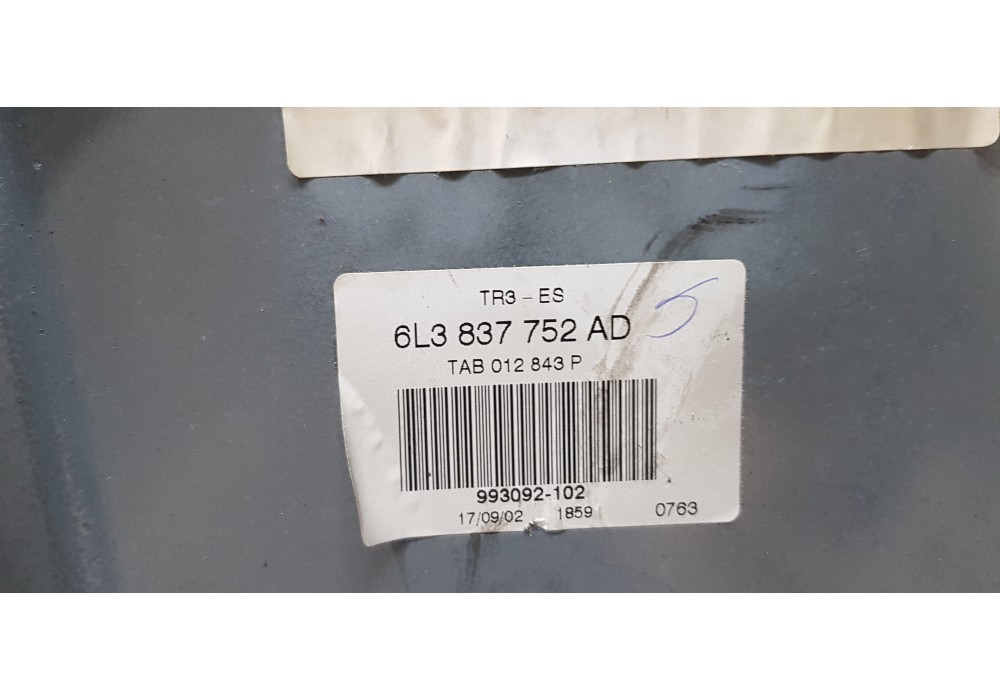 TR3 - ES
6L3 837 752 AD
5
TAB 012 843 P
993092-102
17/09/02 1859 0763